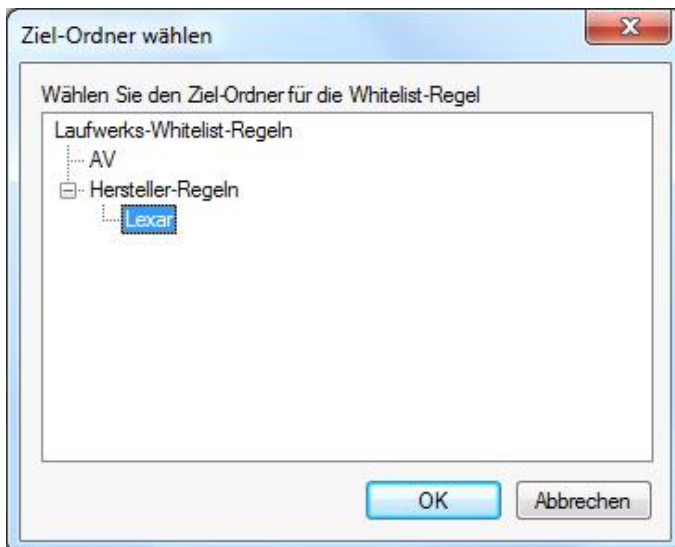 Ziel-Ordner wählen
Wählen Sie den Ziel-Ordner für die Whitelist-Regel
Laufwerks-Whitelist-Regeln
AV
Hersteller-Regeln
Lexar
OK Abbrechen